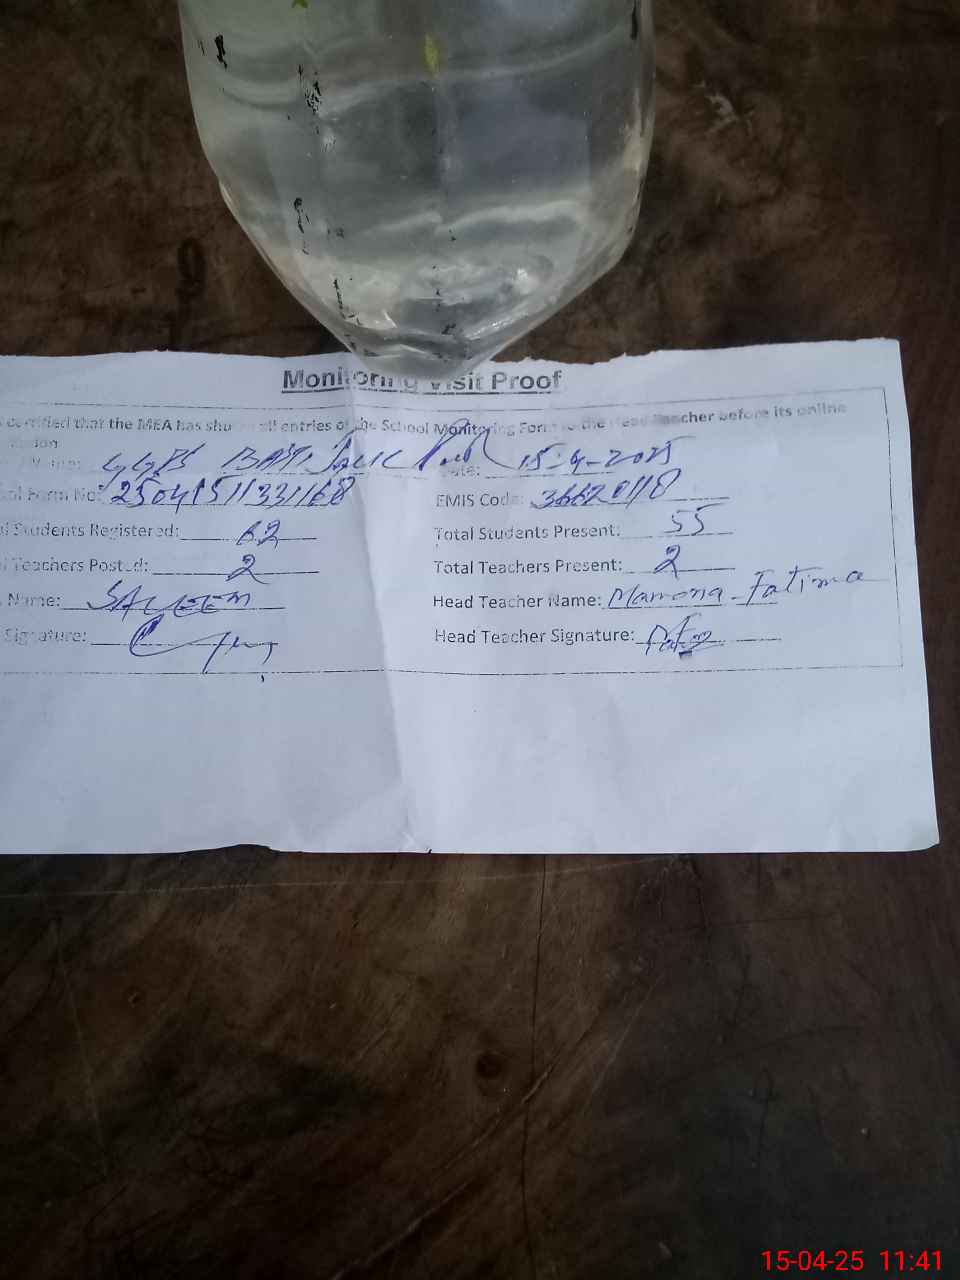 Monitoring Visit Proof
certified that the MEA has shown all entries of the School Monitoring Form to the Head Teacher before its online
GGPS BASTI Date: 15-4-2025
Form No: 25041511331168 EMIS Code: 36620118
Students Registered: 62 Total Students Present: 55
Teachers Posted: 2 Total Teachers Present: 2
Name: SALEEM Head Teacher Name: Mamona Fatima
Signature: Head Teacher Signature:
15-04-25 11:41